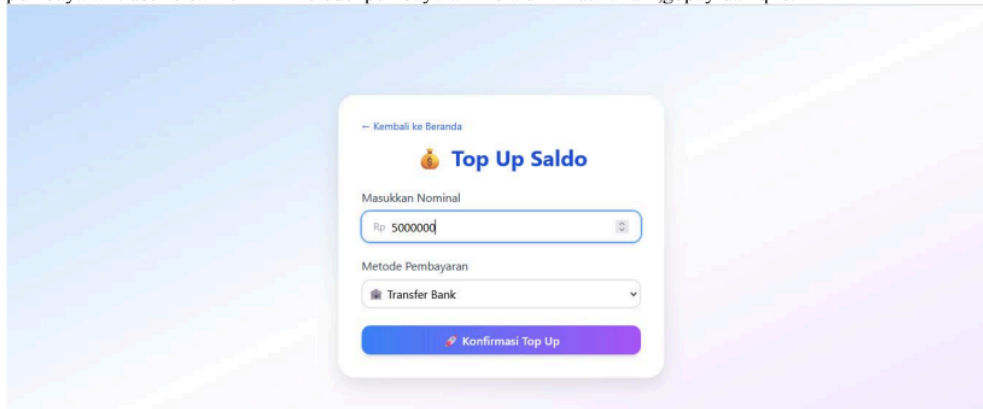 ← Kembali ke Beranda
💰 Top Up Saldo
Masukkan Nominal
Rp 5000000
Metode Pembayaran
🏦 Transfer Bank
🚀 Konfirmasi Top Up